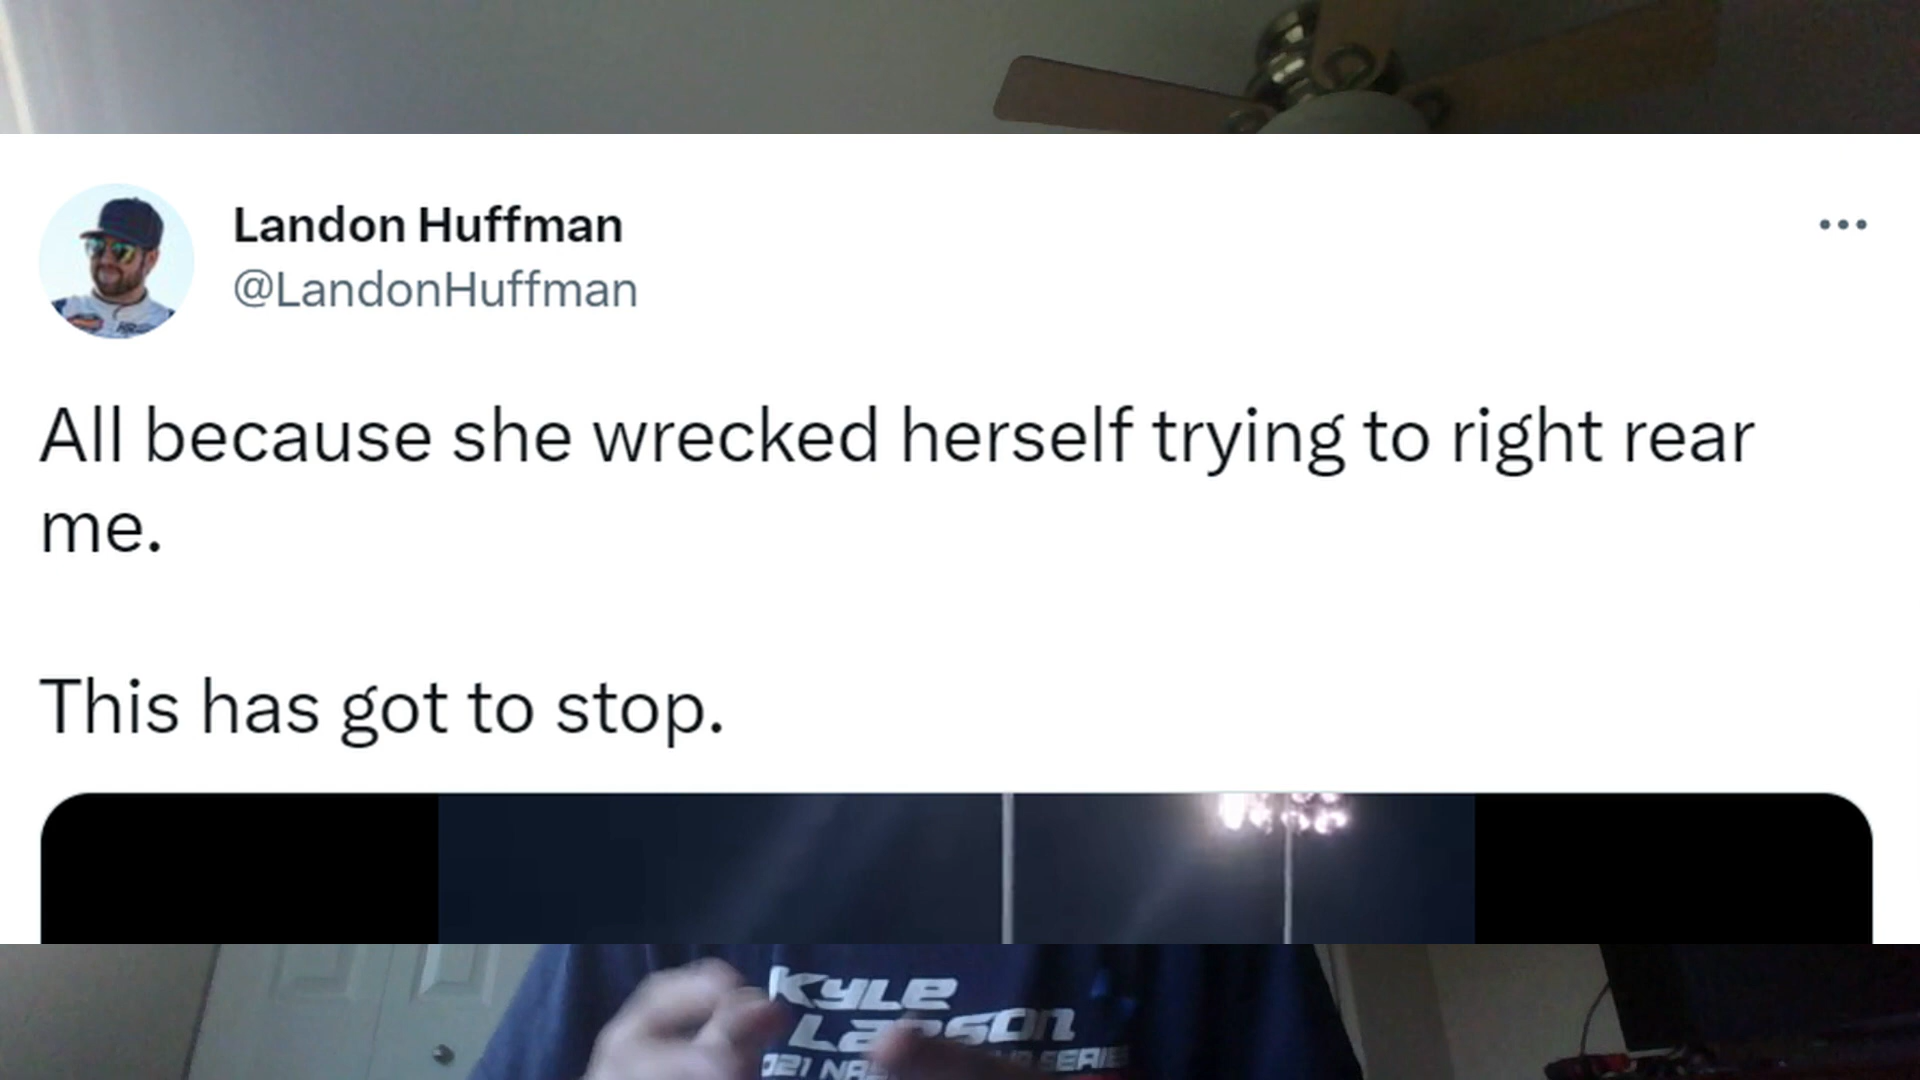 Landon Huffman
@LandonHuffman
All because she wrecked herself trying to right rear
me.
This has got to stop.
KYLE
LARSON